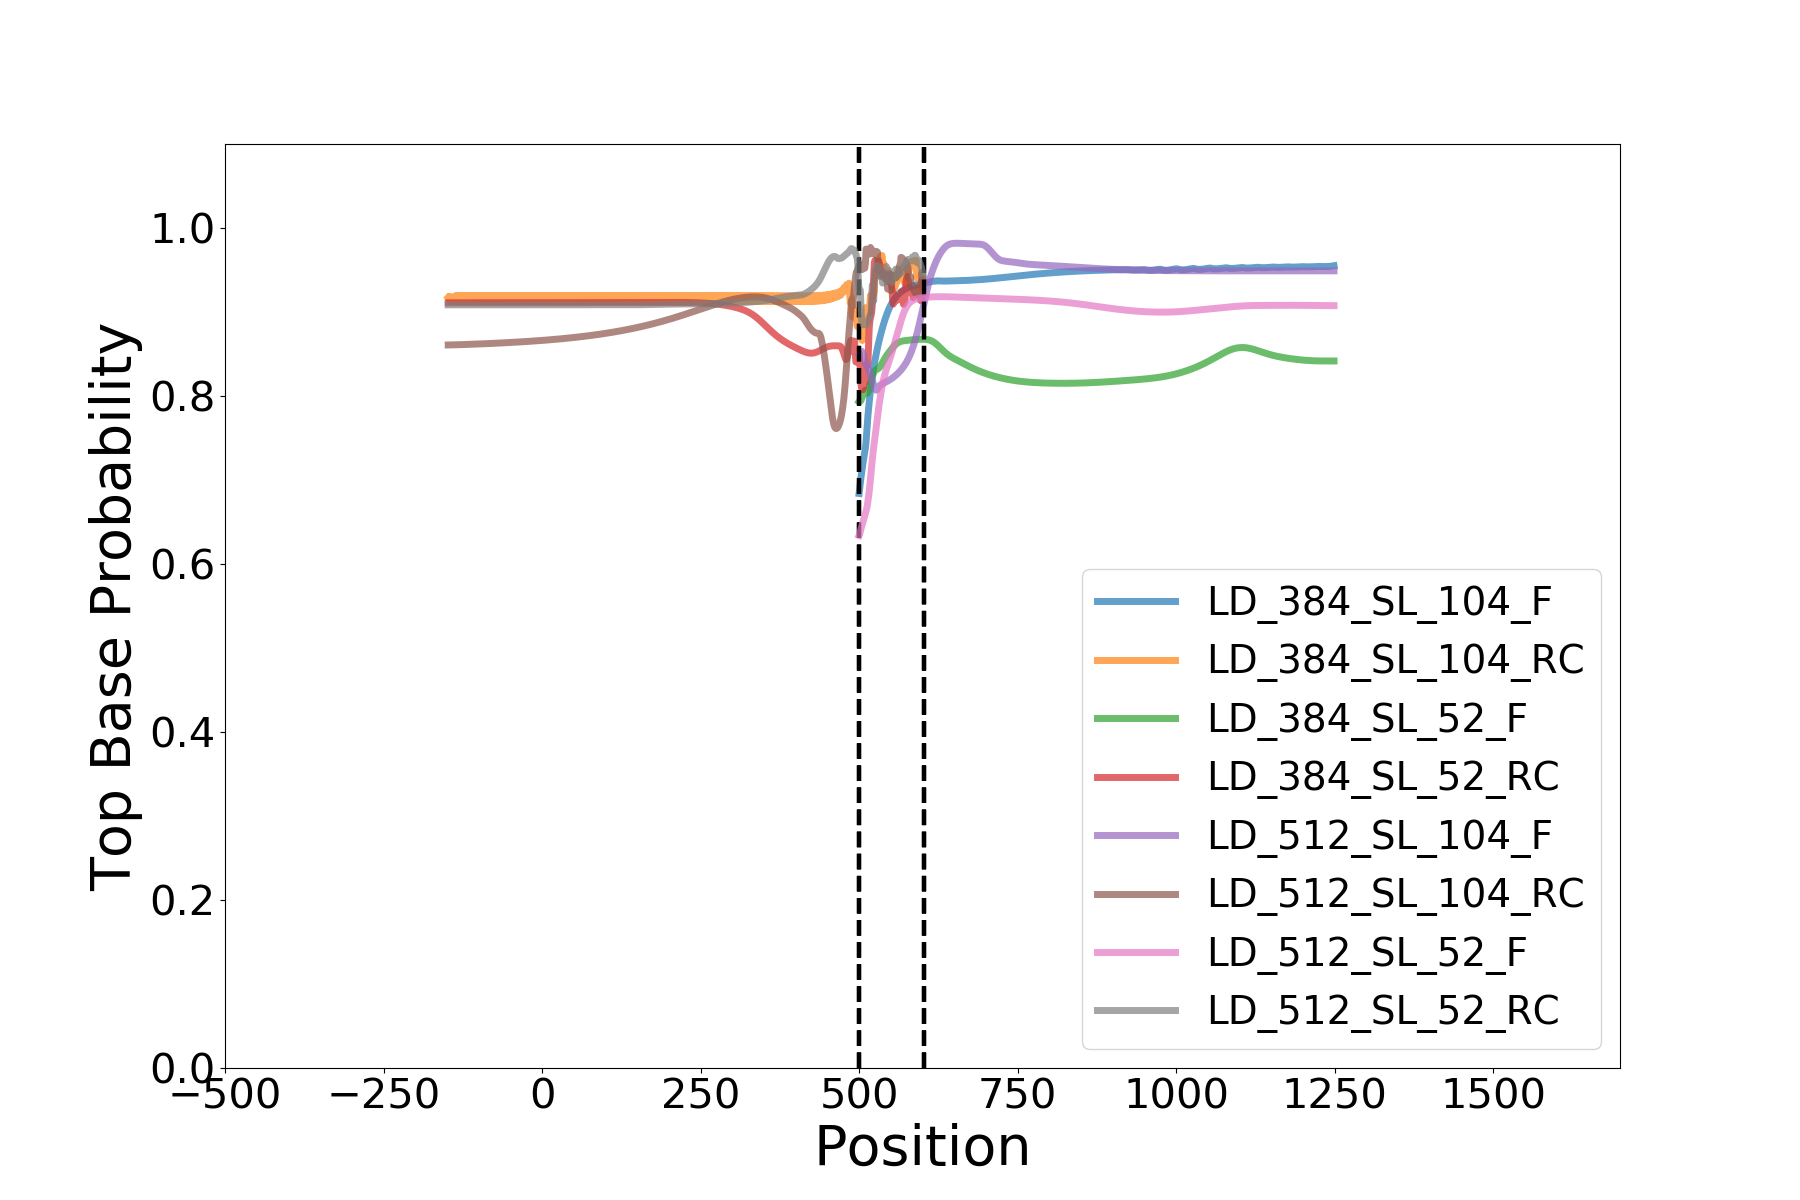 Top Base Probability
1.0
0.8
0.6
0.4
0.2
0.0
−500 −250 0 250 500 750 1000 1250 1500
Position
LD_384_SL_104_F
LD_384_SL_104_RC
LD_384_SL_52_F
LD_384_SL_52_RC
LD_512_SL_104_F
LD_512_SL_104_RC
LD_512_SL_52_F
LD_512_SL_52_RC